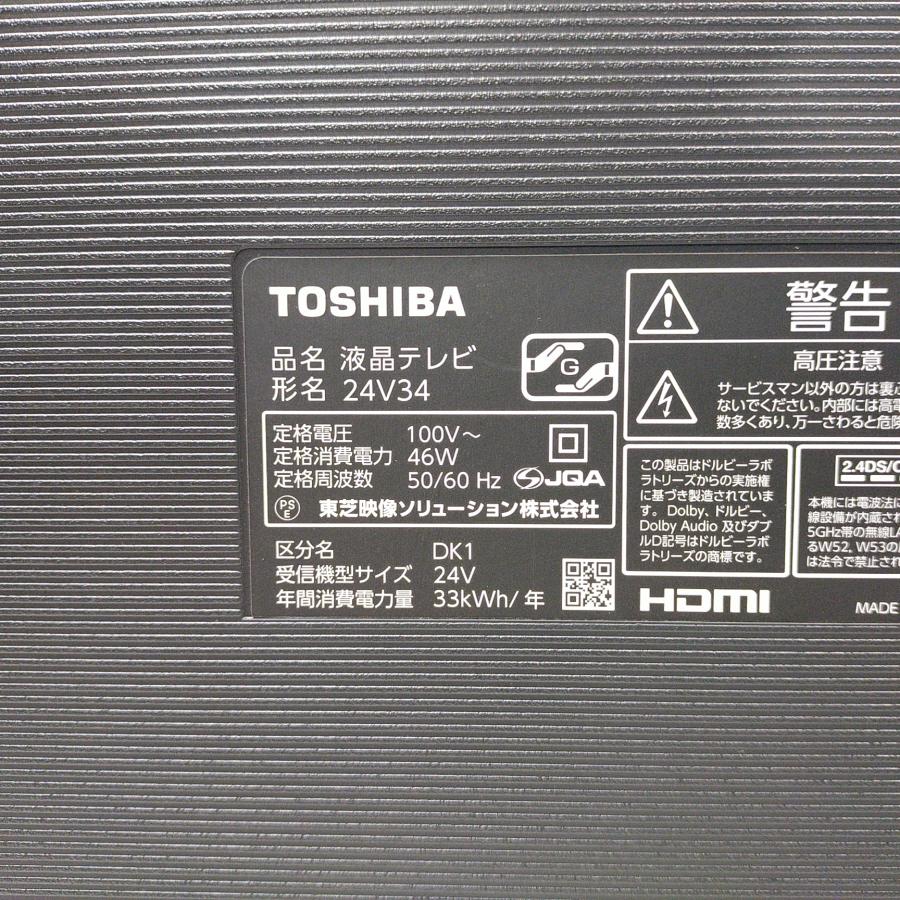 TOSHIBA
品名 液晶テレビ
形名 24V34
G
定格電圧 100V～
定格消費電力 46W
定格周波数 50/60 Hz
JQA
PSE 東芝映像ソリューション株式会社
区分名 DK1
受信機型サイズ 24V
年間消費電力量 33kWh/年
警告
高圧注意
サービスマン以外の方は裏ぶ
ないでください。内部には高電
数多くあり、万一さわると危険
この製品はドルビーラボ
ラトリーズからの実施権
に基づき製造されていま
す。Dolby、ドルビー、
Dolby Audio 及びダブ
ルD記号はドルビーラボ
ラトリーズの商標です。
2.4DS/O
本機には電波法に
線設備が内蔵され
5GHz帯の無線LA
るW52, W53の
は法令で禁止され
HDMI
MADE